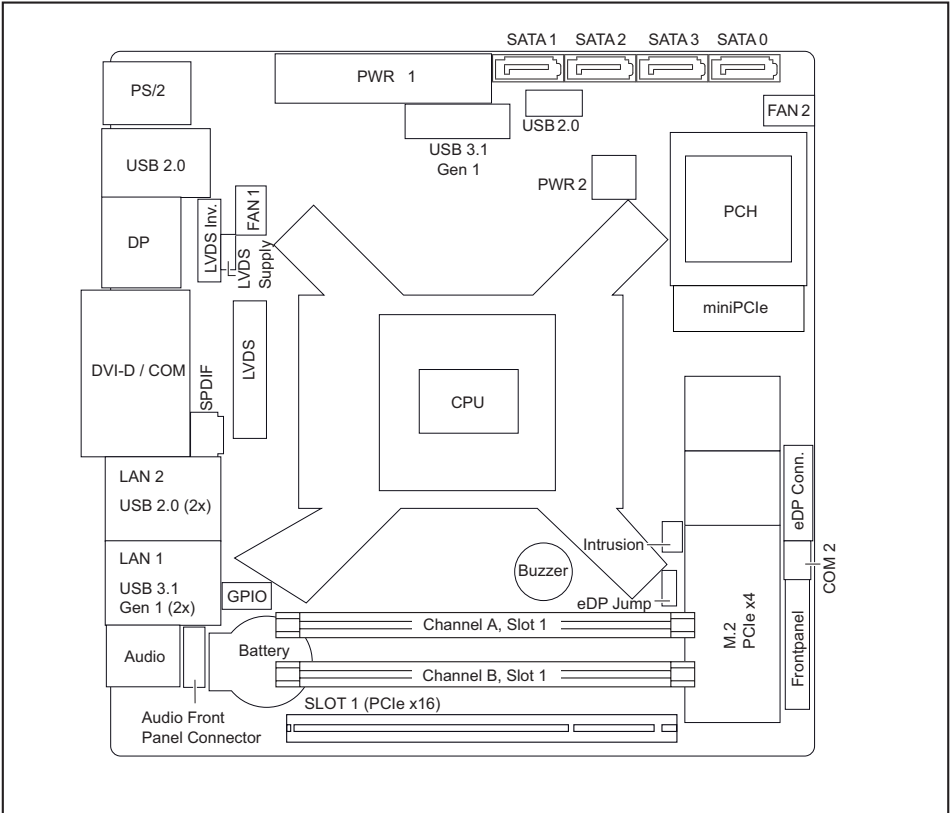 SATA 1
SATA 2
SATA 3
SATA 0
PWR 1
PS/2
USB 2.0
FAN 2
USB 3.1
Gen 1
USB 2.0
PWR 2
PCH
FAN 1
LVDS Inv.
LVDS
Supply
DP
miniPCIe
DVI-D / COM
LVDS
SPDIF
CPU
LAN 2
USB 2.0 (2x)
eDP Conn.
Intrusion
LAN 1
USB 3.1
Gen 1 (2x)
Buzzer
COM 2
GPIO
eDP Jump
M.2
PCIe x4
Channel A, Slot 1
Audio
Battery
Frontpanel
Channel B, Slot 1
SLOT 1 (PCIe x16)
Audio Front
Panel Connector